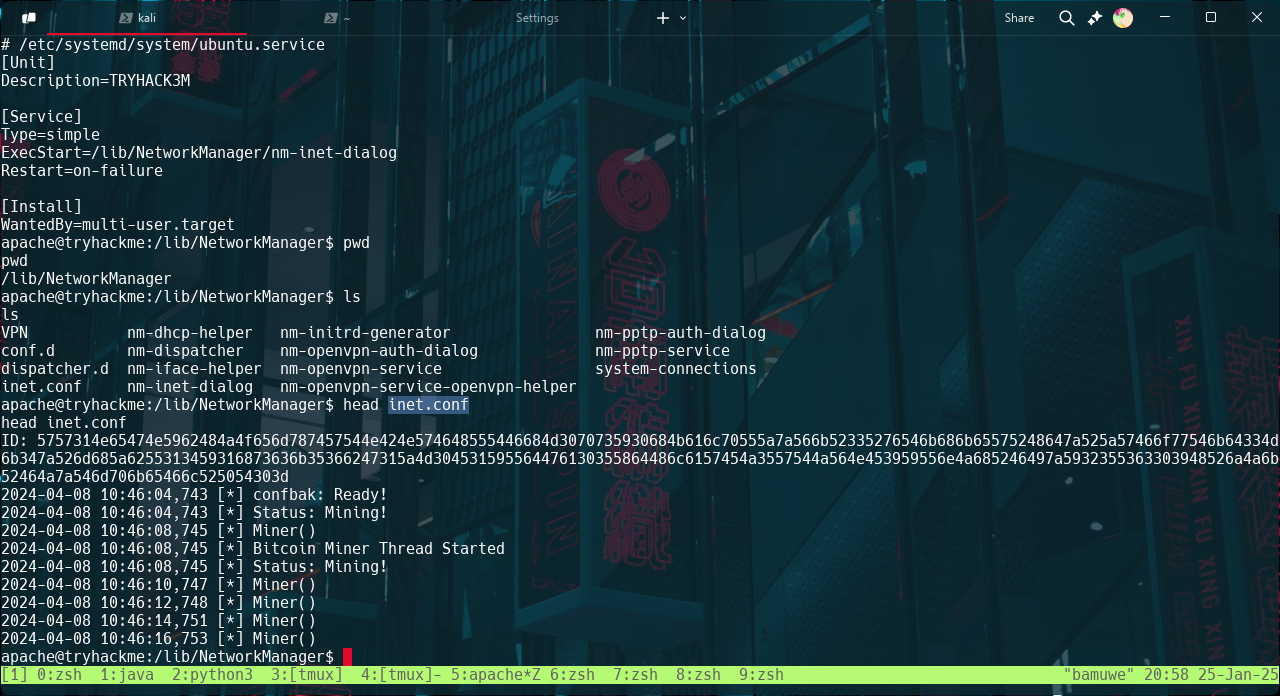 kali
~
Settings
Share
# /etc/systemd/system/ubuntu.service
[Unit]
Description=TRYHACK3M
[Service]
Type=simple
ExecStart=/lib/NetworkManager/nm-inet-dialog
Restart=on-failure
[Install]
WantedBy=multi-user.target
apache@tryhackme:/lib/NetworkManager$ pwd
pwd
/lib/NetworkManager
apache@tryhackme:/lib/NetworkManager$ ls
ls
VPN nm-dhcp-helper nm-initrd-generator nm-pptp-auth-dialog
conf.d nm-dispatcher nm-openvpn-auth-dialog nm-pptp-service
dispatcher.d nm-iface-helper nm-openvpn-service system-connections
inet.conf nm-inet-dialog nm-openvpn-service-openvpn-helper
apache@tryhackme:/lib/NetworkManager$ head inet.conf
head inet.conf
ID: 5757314e65474e5962484a4f656d787457544e424e574648555446684d3070735930684b616c70555a7a566b52335276546b686b65575248647a525a57466f77546b64334d
6b347a526d685a6255313459316873636b35366247315a4d3045315955644761303558644 86c6157454a3557544a564e453959556e4a685246497a5932355363303948526a4a6b
52464a7a546d706b65466c525054303d
2024-04-08 10:46:04,743 [*] confbak: Ready!
2024-04-08 10:46:04,743 [*] Status: Mining!
2024-04-08 10:46:08,745 [*] Miner()
2024-04-08 10:46:08,745 [*] Bitcoin Miner Thread Started
2024-04-08 10:46:08,745 [*] Status: Mining!
2024-04-08 10:46:10,747 [*] Miner()
2024-04-08 10:46:12,748 [*] Miner()
2024-04-08 10:46:14,751 [*] Miner()
2024-04-08 10:46:16,753 [*] Miner()
apache@tryhackme:/lib/NetworkManager$
[1] 0:zsh 1:java 2:python3 3:[tmux] 4:[tmux]- 5:apache*Z 6:zsh 7:zsh 8:zsh 9:zsh "bamuwe" 20:58 25-Jan-25
XIN FU XING XIN FU XING